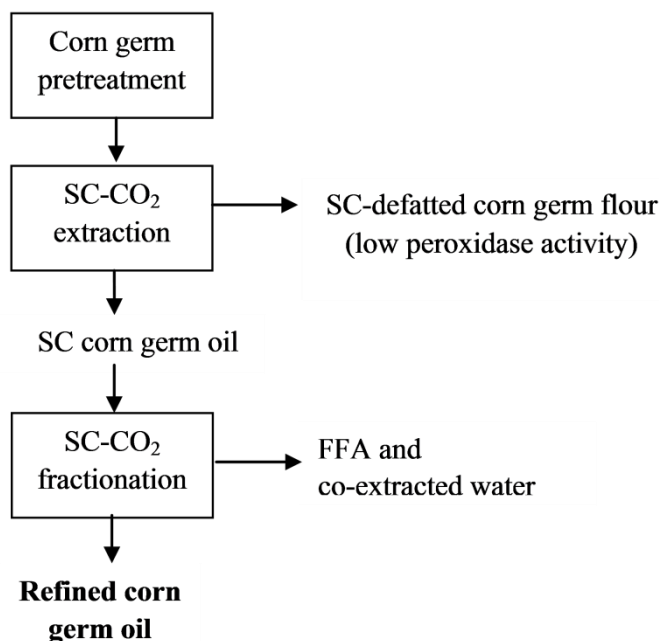 Corn germ
pretreatment
SC-CO₂
extraction
SC-defatted corn germ flour
(low peroxidase activity)
SC corn germ oil
SC-CO₂
fractionation
FFA and
co-extracted water
Refined corn
germ oil